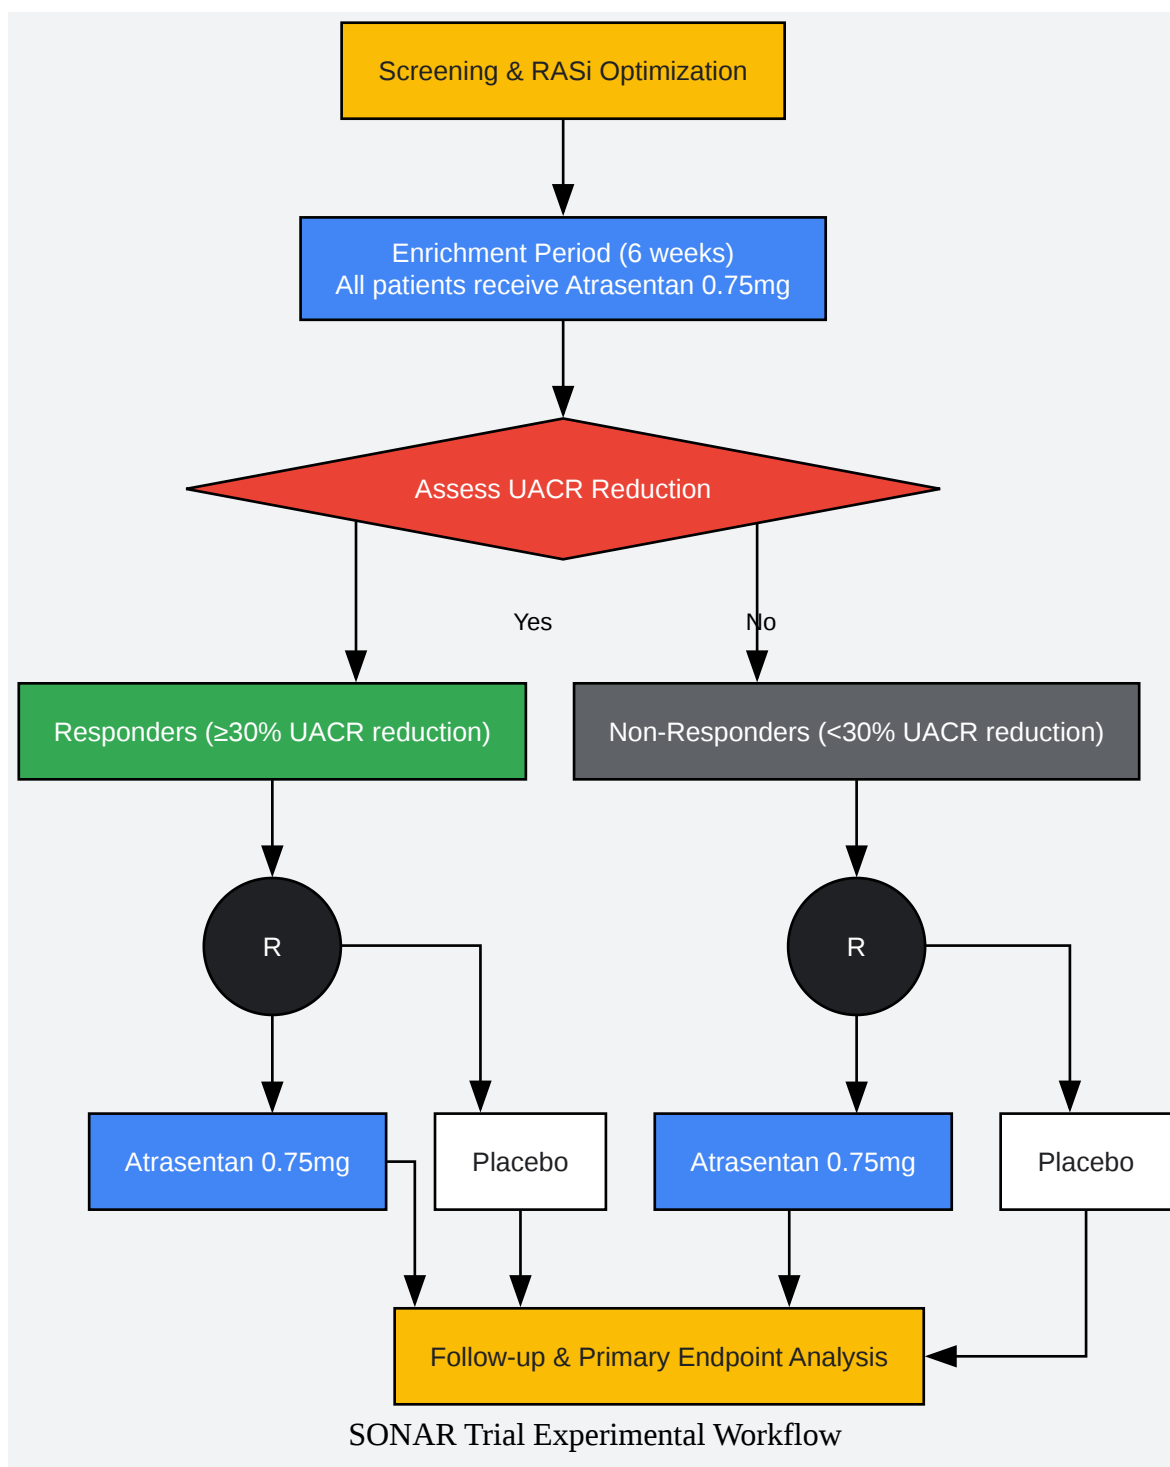 Screening & RASi Optimization
Enrichment Period (6 weeks)
All patients receive Atrasentan 0.75mg
Assess UACR Reduction
Yes
No
Responders (≥30% UACR reduction)
Non-Responders (<30% UACR reduction)
R
R
Atrasentan 0.75mg
Placebo
Atrasentan 0.75mg
Placebo
Follow-up & Primary Endpoint Analysis
SONAR Trial Experimental Workflow